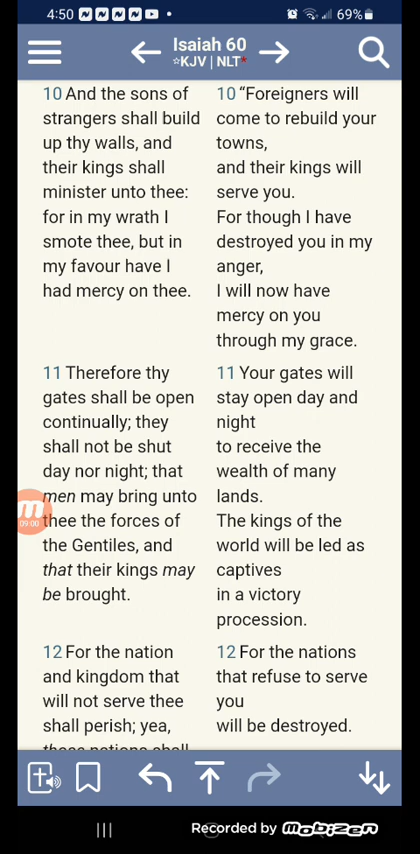 4:50
69%
Isaiah 60
☆KJV | NLT*
10 And the sons of
strangers shall build
up thy walls, and
their kings shall
minister unto thee:
for in my wrath I
smote thee, but in
my favour have I
had mercy on thee.
11 Therefore thy
gates shall be open
continually; they
shall not be shut
day nor night; that
men may bring unto
thee the forces of
the Gentiles, and
that their kings may
be brought.
12 For the nation
and kingdom that
will not serve thee
shall perish; yea,
those nations shall
10 “Foreigners will
come to rebuild your
towns,
and their kings will
serve you.
For though I have
destroyed you in my
anger,
I will now have
mercy on you
through my grace.
11 Your gates will
stay open day and
night
to receive the
wealth of many
lands.
The kings of the
world will be led as
captives
in a victory
procession.
12 For the nations
that refuse to serve
you
will be destroyed.
m
09:00
Recorded by mobizen